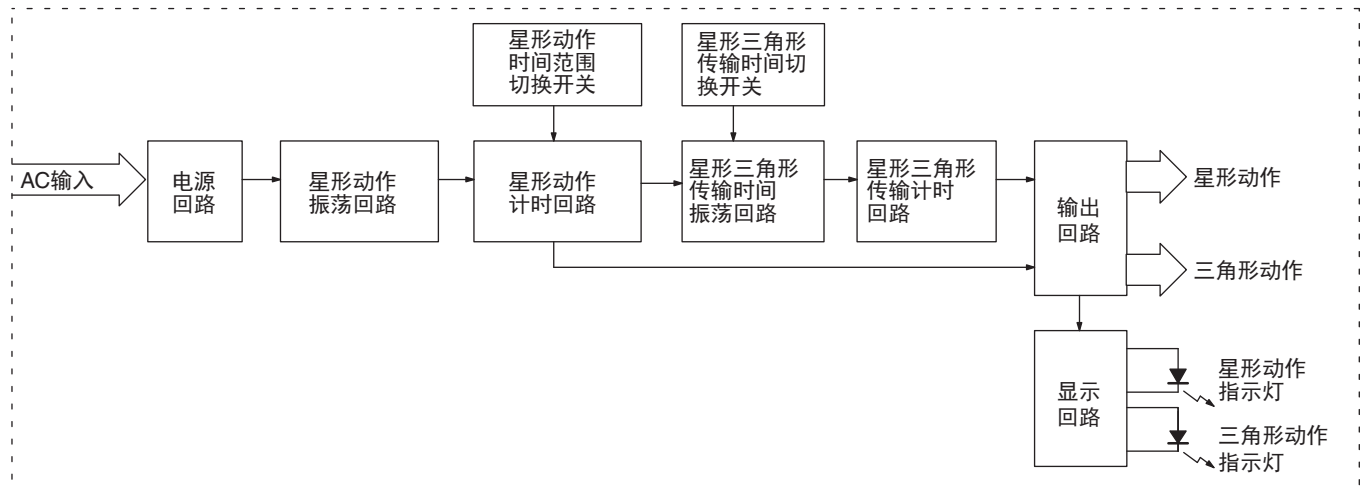 星形动作
时间范围
切换开关
星形三角形
传输时间切
换开关
AC输入
电源
回路
星形动作
振荡回路
星形动作
计时回路
星形三角形
传输时间
振荡回路
星形三角形
传输计时
回路
输出
回路
星形动作
三角形动作
显示
回路
星形动作
指示灯
三角形动作
指示灯